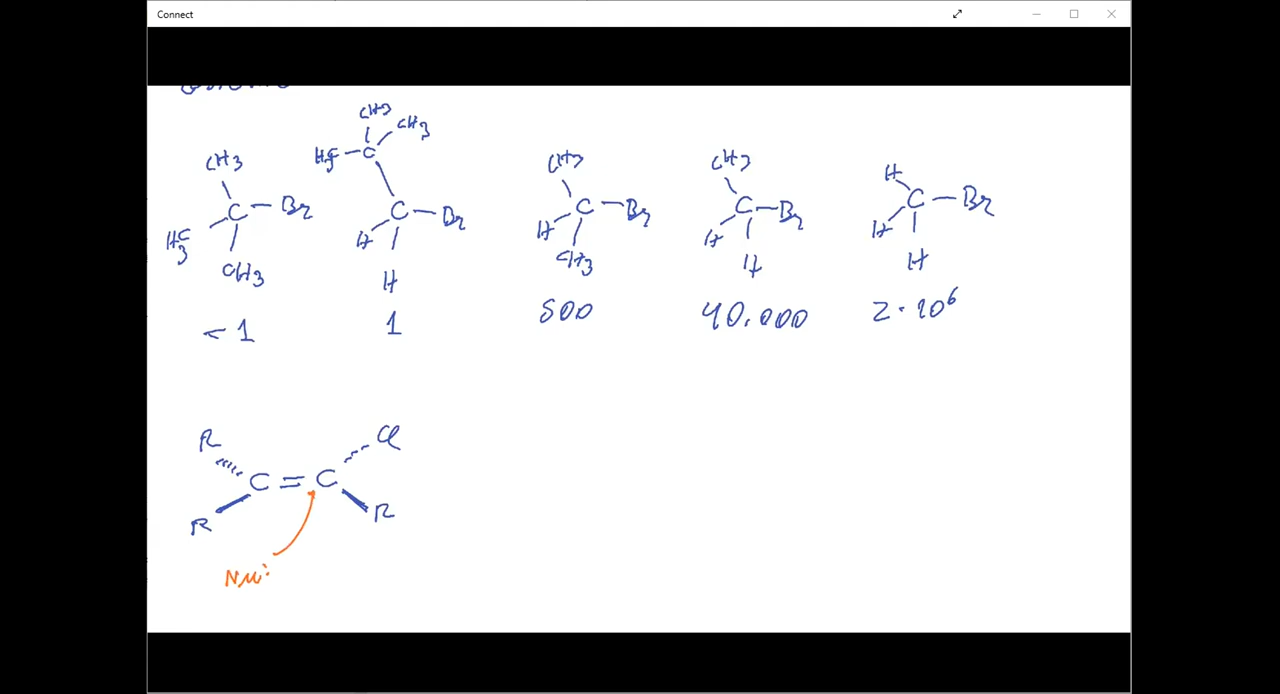 Connect
CH3 CH3
CH3 CH3 CH3 H
H3C C
C Br C Br C Br C Br C Br
H3C H H H H
CH3 H CH3 H H
< 1 1 500 40.000 2 · 10⁶
R Cl
C = C
R R
Nu: